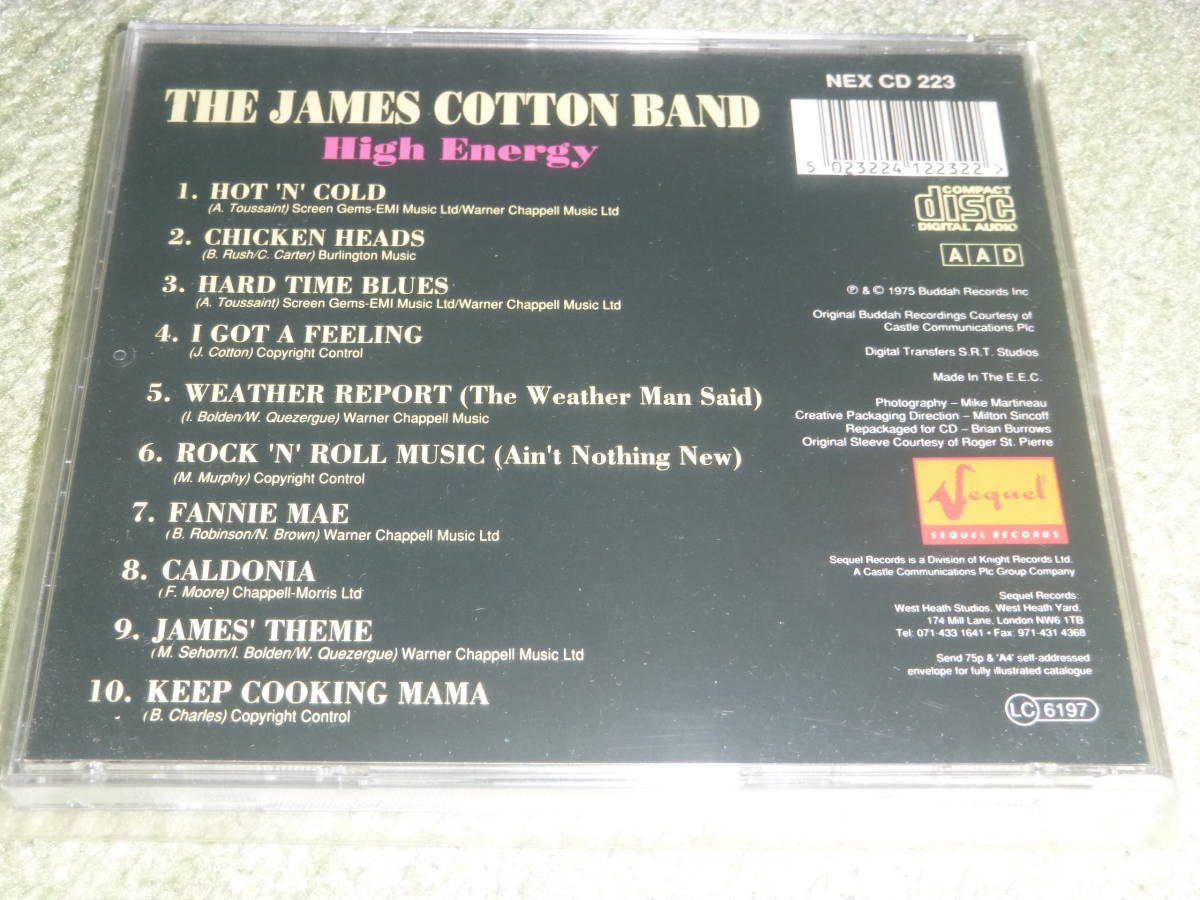 THE JAMES COTTON BAND
High Energy
1. HOT 'N' COLD
(A. Toussaint) Screen Gems-EMI Music Ltd/Warner Chappell Music Ltd
2. CHICKEN HEADS
(B. Rush/C. Carter) Burlington Music
3. HARD TIME BLUES
(A. Toussaint) Screen Gems-EMI Music Ltd/Warner Chappell Music Ltd
4. I GOT A FEELING
(J. Cotton) Copyright Control
5. WEATHER REPORT (The Weather Man Said)
(I. Bolden/W. Quezergue) Warner Chappell Music
6. ROCK 'N' ROLL MUSIC (Ain't Nothing New)
(M. Murphy) Copyright Control
7. FANNIE MAE
(B. Robinson/N. Brown) Warner Chappell Music Ltd
8. CALDONIA
(F. Moore) Chappell-Morris Ltd
9. JAMES' THEME
(M. Sehorn/I. Bolden/W. Quezergue) Warner Chappell Music Ltd
10. KEEP COOKING MAMA
(B. Charles) Copyright Control
NEX CD 223
5 023224 122322 >
COMPACT
disc
DIGITAL AUDIO
A A D
℗ & © 1975 Buddah Records Inc
Original Buddah Recordings Courtesy of
Castle Communications Plc
Digital Transfers S.R.T. Studios
Made In The E.E.C.
Photography – Mike Martineau
Creative Packaging Direction – Milton Sincoff
Repackaged for CD – Brian Burrows
Original Sleeve Courtesy of Roger St. Pierre
Sequel
SEQUEL RECORDS
Sequel Records is a Division of Knight Records Ltd.
A Castle Communications Plc Group Company
Sequel Records:
West Heath Studios, West Heath Yard,
174 Mill Lane, London NW6 1TB
Tel: 071-433 1641 • Fax: 971-431 4368
Send 75p & 'A4' self-addressed
envelope for fully illustrated catalogue
LC 6197